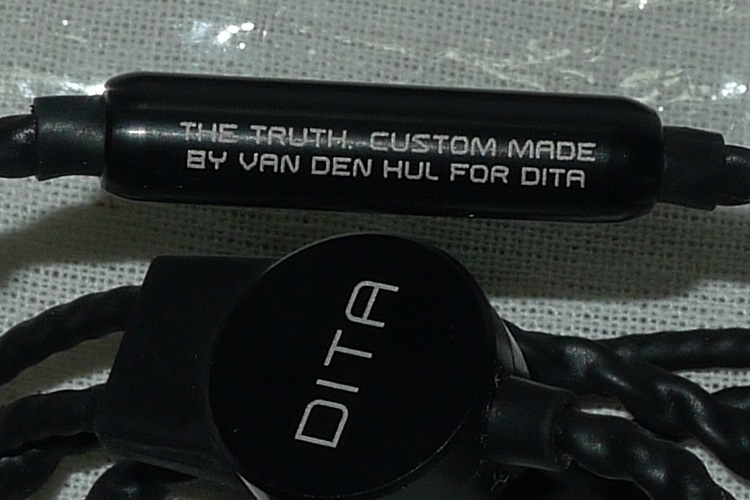 THE TRUTH. CUSTOM MADE
BY VAN DEN HUL FOR DITA
DITA